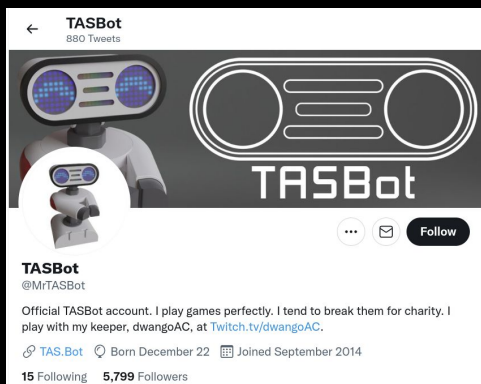 TASBot
880 Tweets
TASBot
Follow
TASBot
@MrTASBot
Official TASBot account. I play games perfectly. I tend to break them for charity. I
play with my keeper, dwangoAC, at Twitch.tv/dwangoAC.
TAS.Bot Born December 22 Joined September 2014
15 Following 5,799 Followers